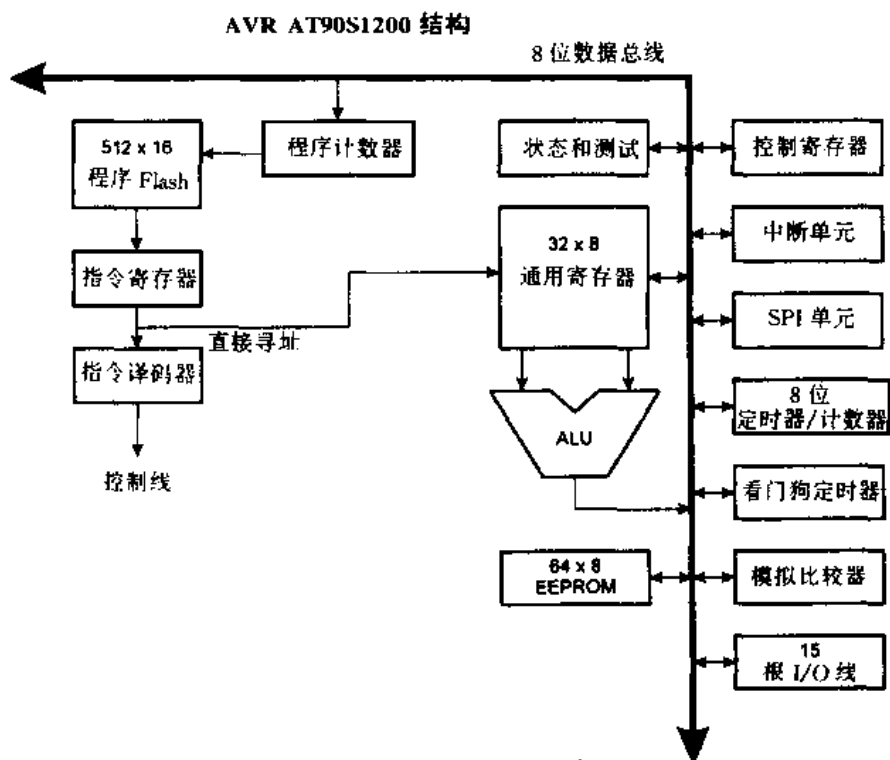 AVR AT90S1200 结构
8 位数据总线
512 x 16
程序 Flash
程序计数器
状态和测试
控制寄存器
32 x 8
通用寄存器
中断单元
指令寄存器
SPI 单元
直接寻址
指令译码器
8 位
定时器/计数器
ALU
控制线
看门狗定时器
64 x 8
EEPROM
模拟比较器
15
根 I/O 线